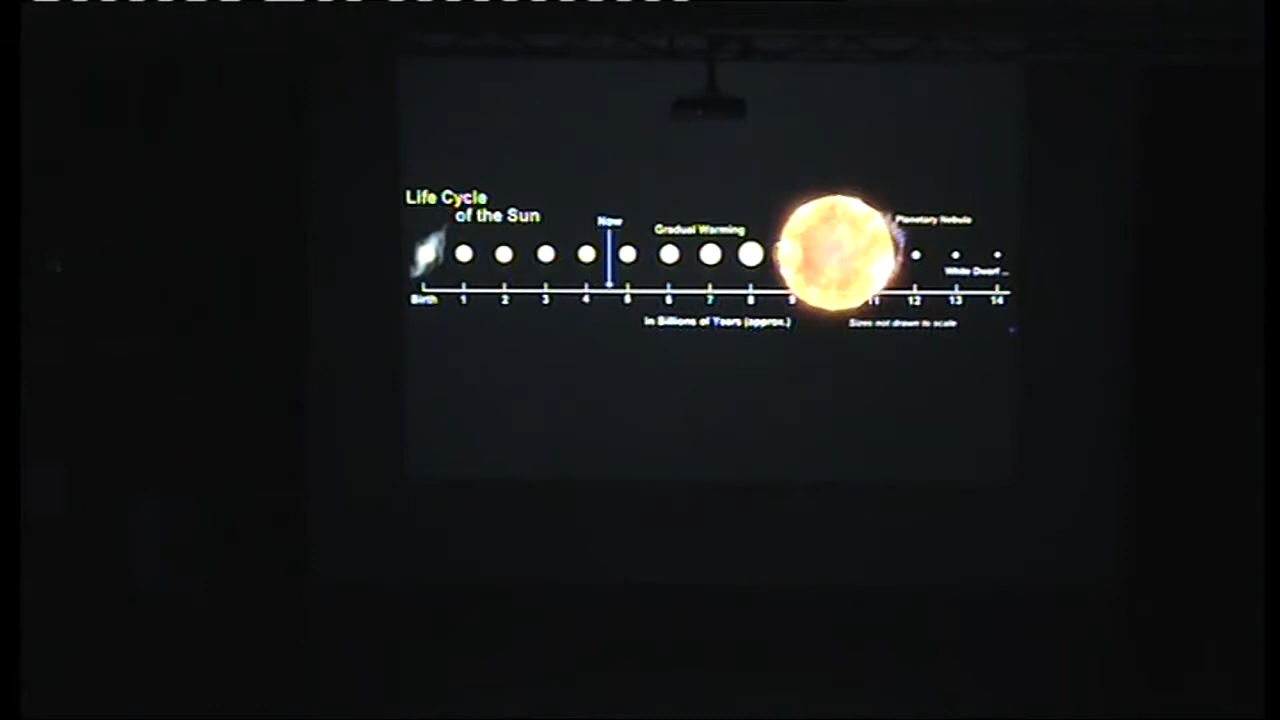 Life Cycle
of the Sun
Now
Gradual Warming
Planetary Nebula
White Dwarf ...
Birth 1 2 3 4 5 6 7 8 9 11 12 13 14
in Billions of Years (approx.)
Sizes not drawn to scale